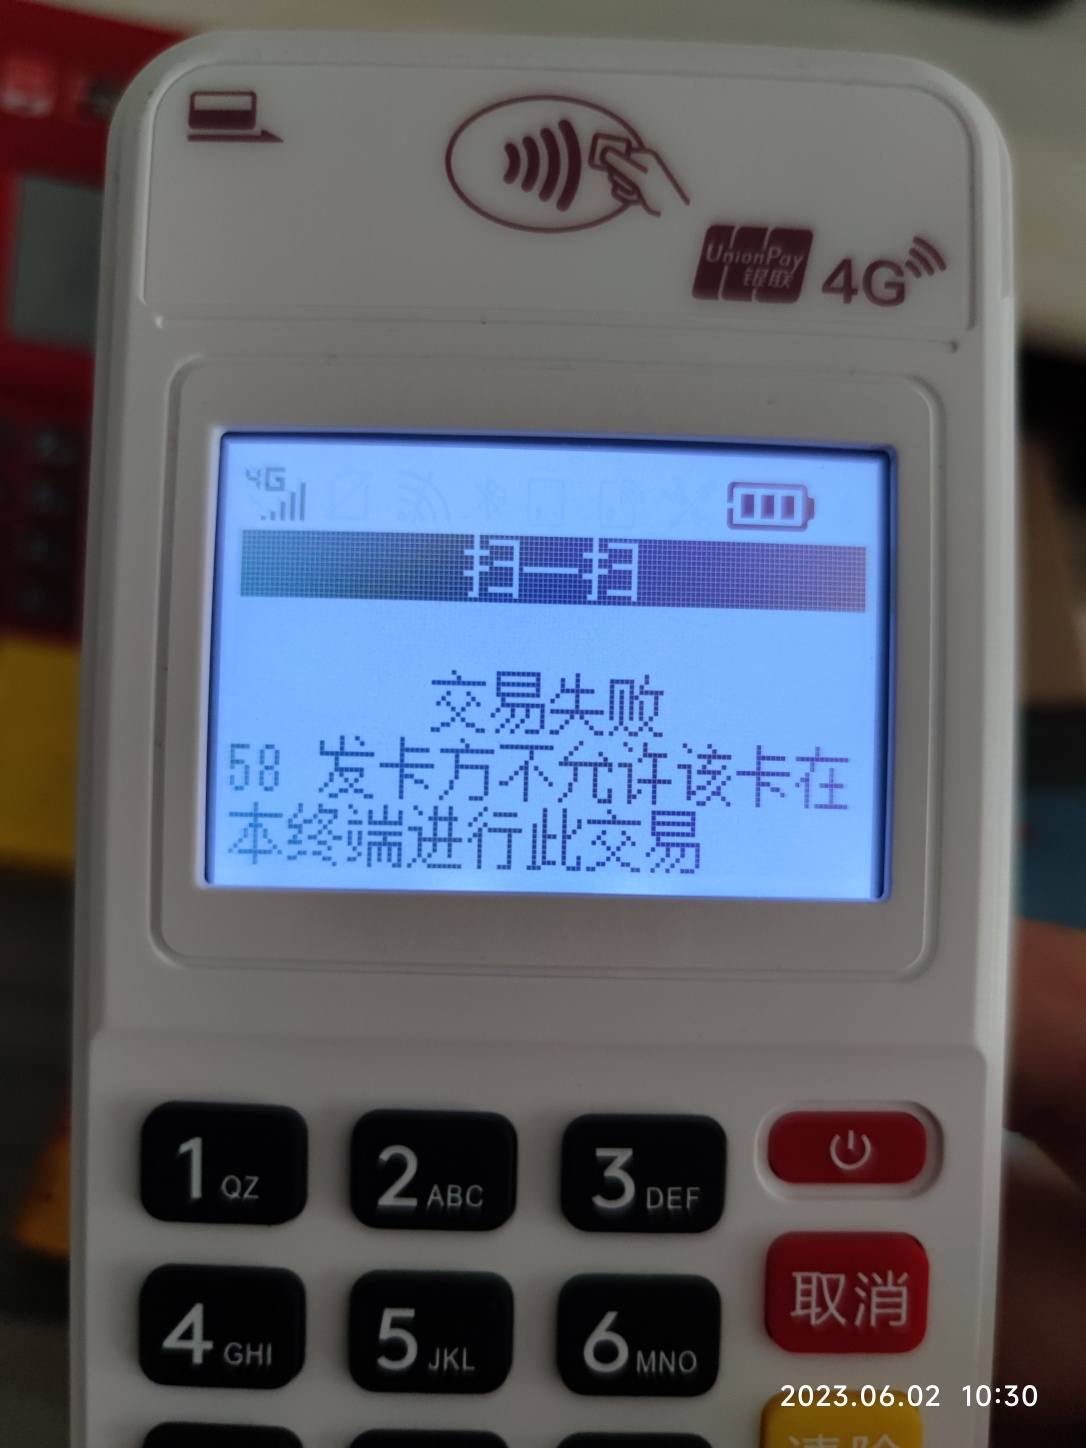 UnionPay
银联
4G
4G
扫一扫
交易失败
58 发卡方不允许该卡在
本终端进行此交易
1 QZ
2 ABC
3 DEF
4 GHI
5 JKL
6 MNO
取消
清除
2023.06.02 10:30